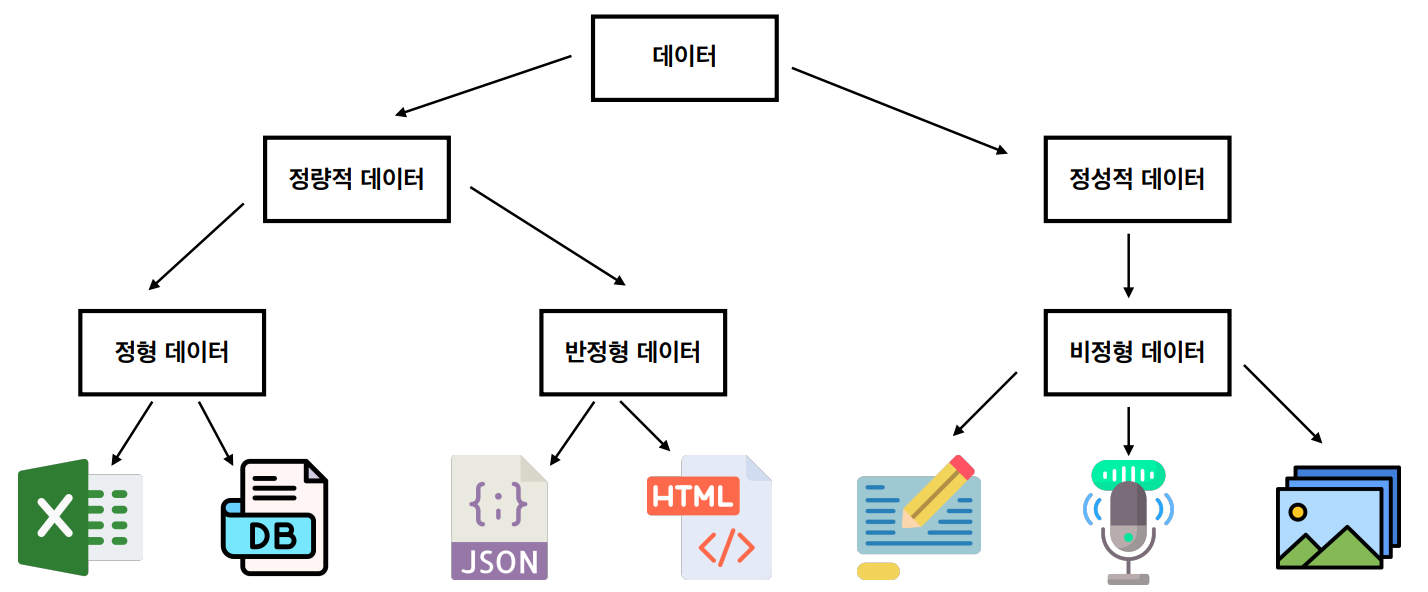 데이터
정량적 데이터
정성적 데이터
정형 데이터
반정형 데이터
비정형 데이터
X
DB
{:}
JSON
HTML
</>